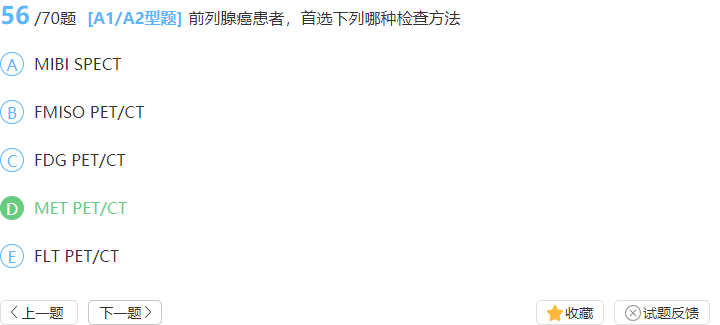 56 /70题 [A1/A2型题] 前列腺癌患者，首选下列哪种检查方法
A MIBI SPECT
B FMISO PET/CT
C FDG PET/CT
D MET PET/CT
E FLT PET/CT
上一题 下一题 收藏 试题反馈